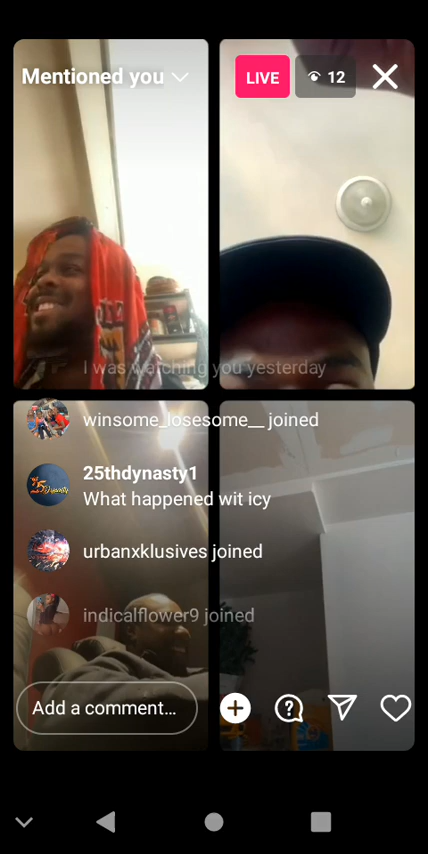 Mentioned you
LIVE
12
I was watching you yesterday
winsome_losesome__ joined
25thdynasty1
What happened wit icy
urbanxklusives joined
indicalflower9 joined
Add a comment...